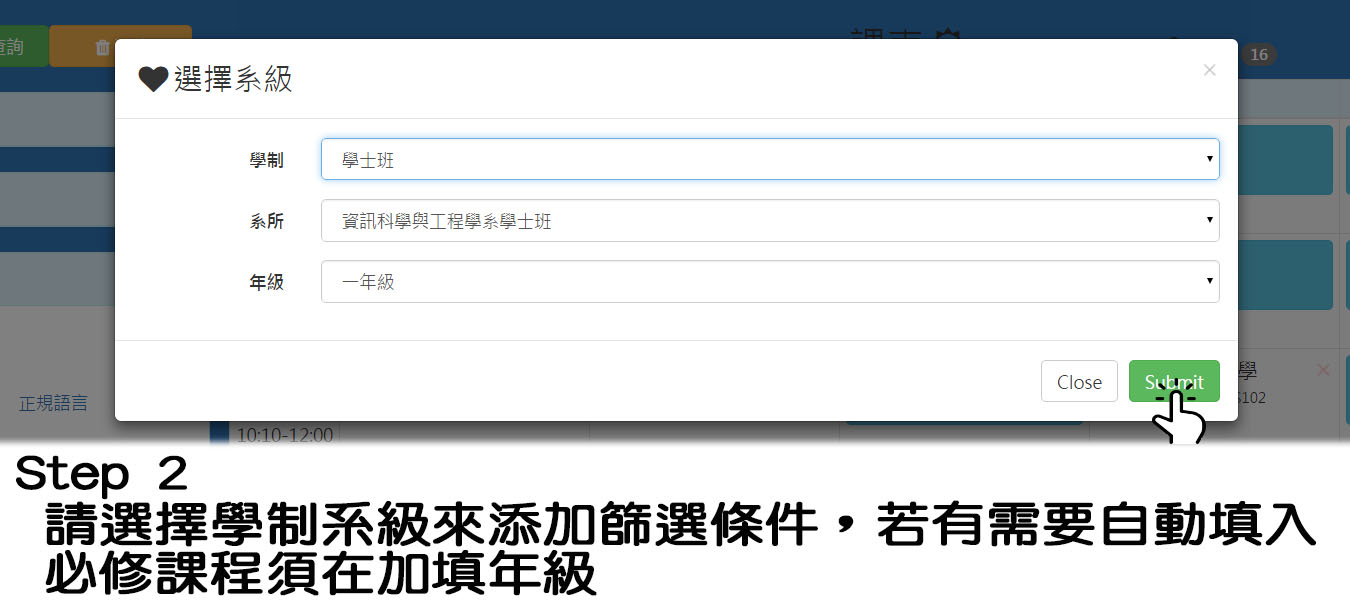 詢
16
選擇系級
×
學制
學士班
系所
資訊科學與工程學系學士班
年級
一年級
Close
Submit
學
×
S102
正規語言
10:10-12:00
Step 2
請選擇學制系級來添加篩選條件，若有需要自動填入
必修課程須在加填年級